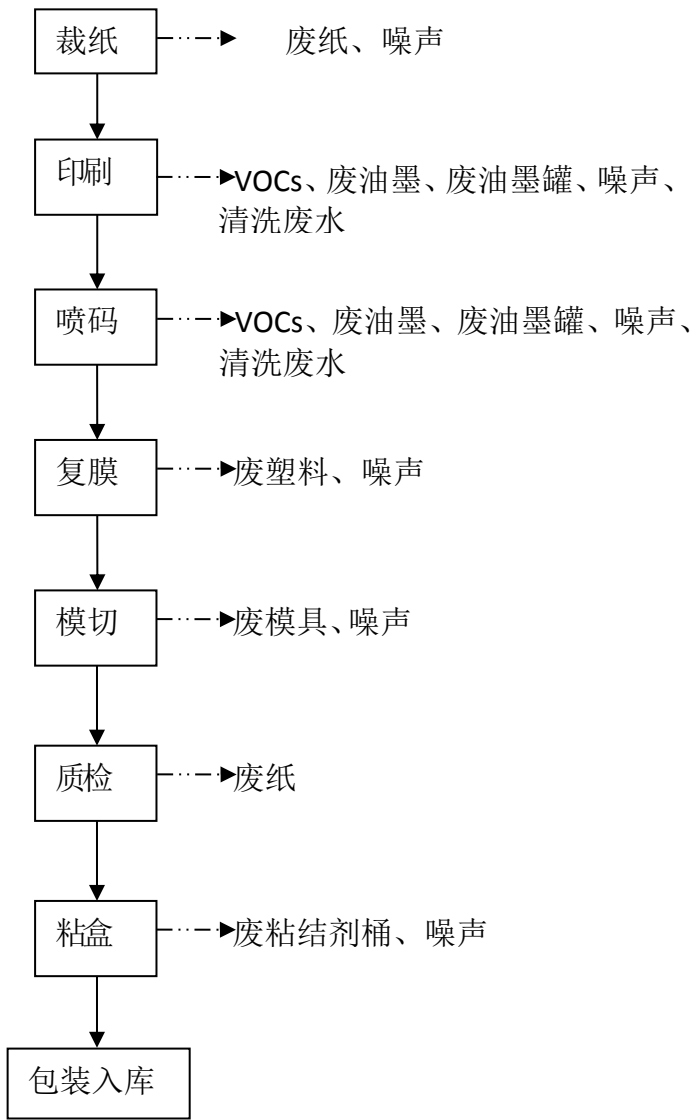 裁纸
废纸、噪声
印刷
VOCs、废油墨、废油墨罐、噪声、
清洗废水
喷码
VOCs、废油墨、废油墨罐、噪声、
清洗废水
复膜
废塑料、噪声
模切
废模具、噪声
质检
废纸
粘盒
废粘结剂桶、噪声
包装入库